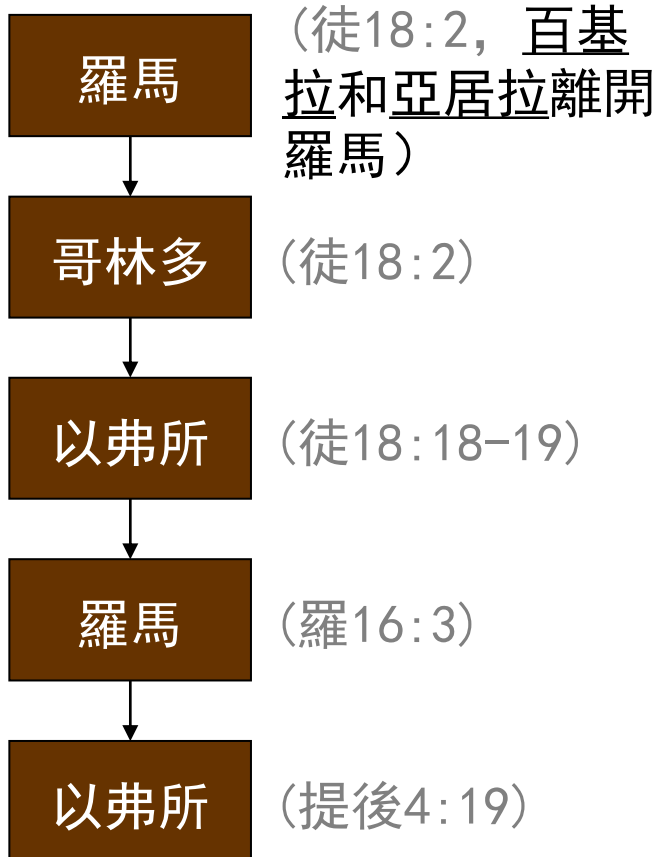 羅馬
(徒18:2，百基
拉和亞居拉離開
羅馬)
哥林多
(徒18:2)
以弗所
(徒18:18-19)
羅馬
(羅16:3)
以弗所
(提後4:19)